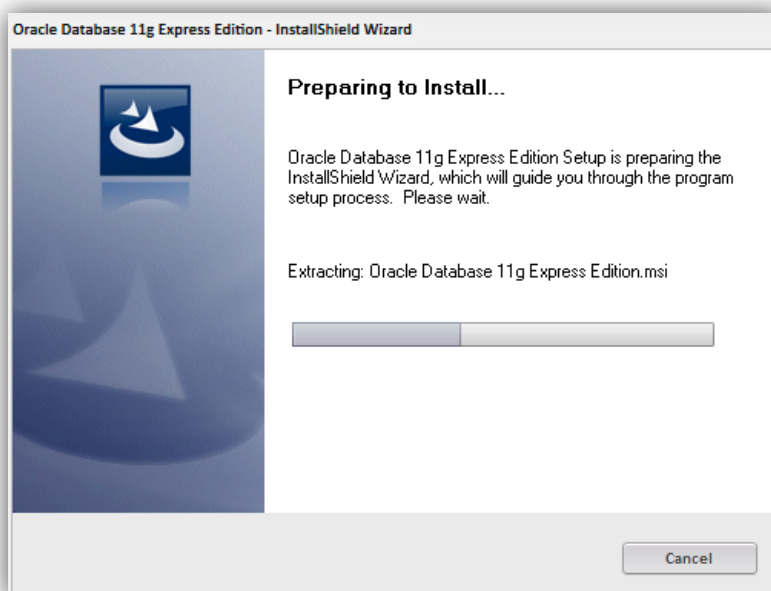 Oracle Database 11g Express Edition - InstallShield Wizard
Preparing to Install...
Oracle Database 11g Express Edition Setup is preparing the
InstallShield Wizard, which will guide you through the program
setup process.  Please wait.
Extracting: Oracle Database 11g Express Edition.msi
Cancel